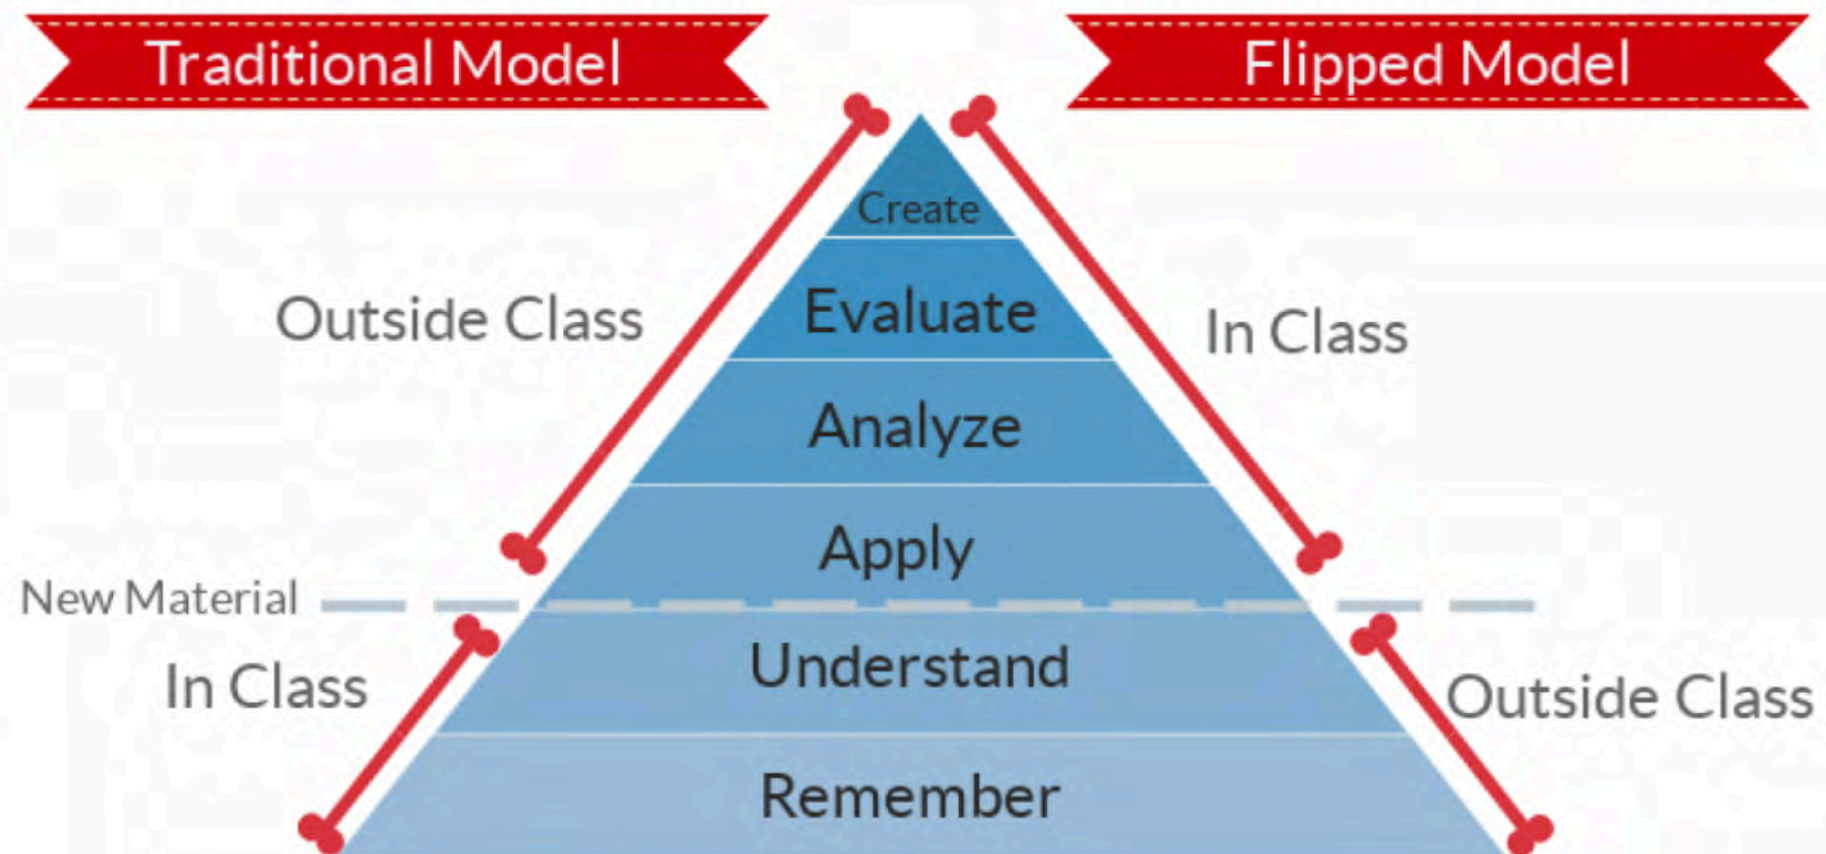 Traditional Model
Flipped Model
Create
Outside Class
Evaluate
In Class
Analyze
Apply
New Material
In Class
Understand
Outside Class
Remember